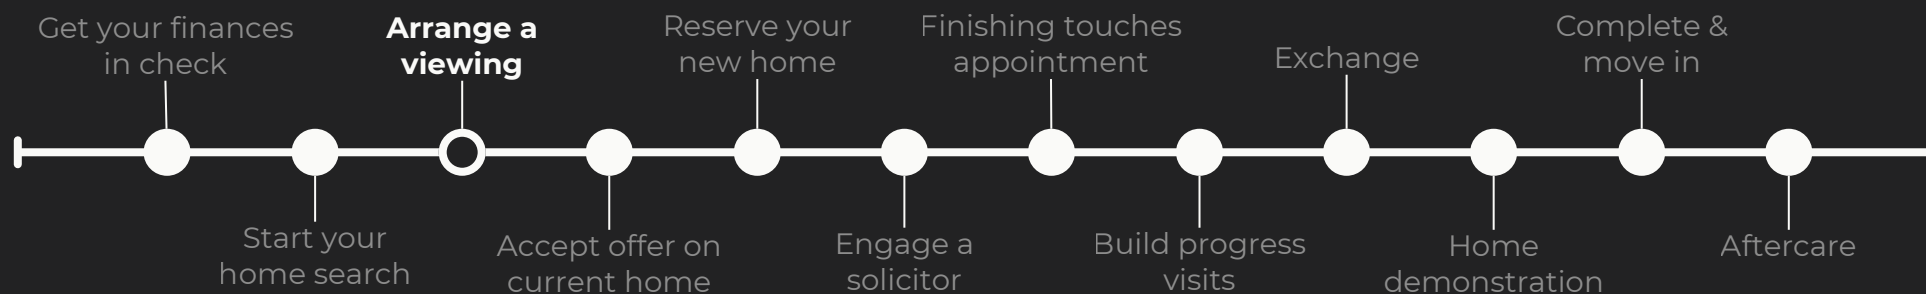 Get your finances
in check
Start your
home search
Arrange a
viewing
Accept offer on
current home
Reserve your
new home
Engage a
solicitor
Finishing touches
appointment
Build progress
visits
Exchange
Home
demonstration
Complete &
move in
Aftercare